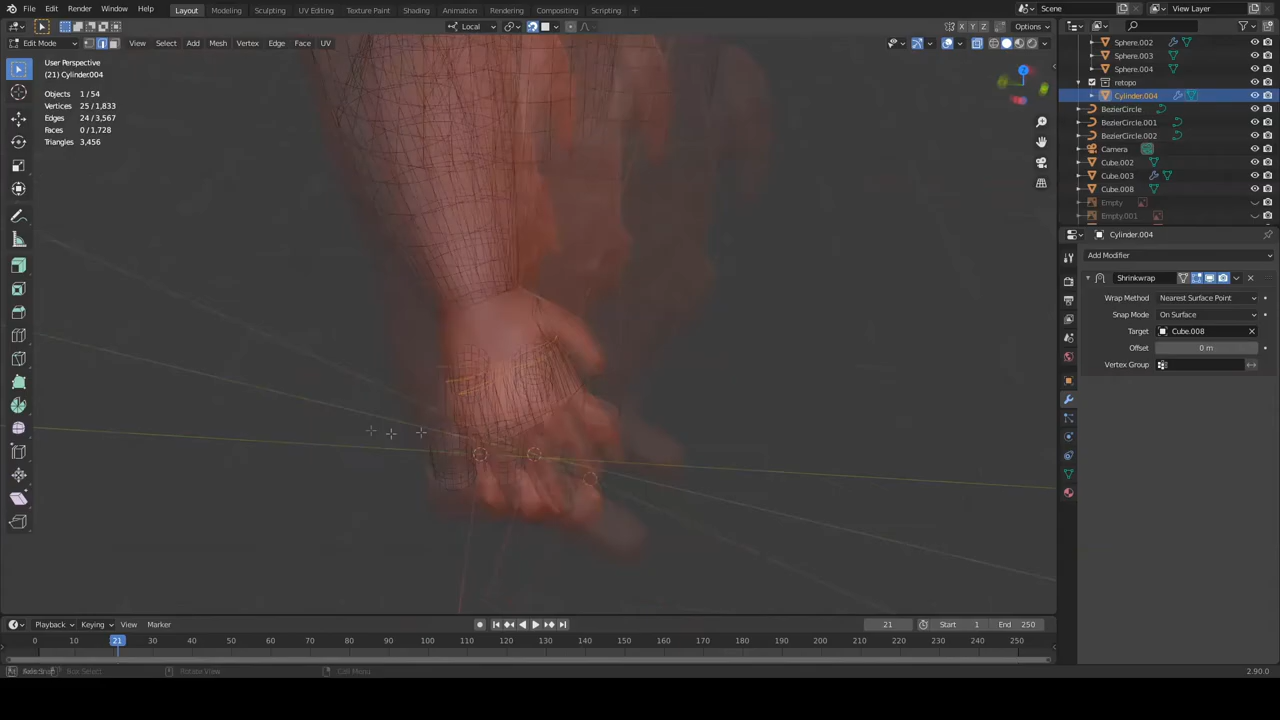 File Edit Render Window Help Layout Modeling Sculpting UV Editing Texture Paint Shading Animation Rendering Compositing Scripting + Scene View Layer
Local Options
Edit Mode View Select Add Mesh Vertex Edge Face UV X Y Z
User Perspective
(21) Cylinder.004
Objects 1/54
Vertices 25/1,833
Edges 24/3,567
Faces 0/1,728
Triangles 3,456
Z
Sphere.002
Sphere.003
Sphere.004
retopo
Cylinder.004
BezierCircle
BezierCircle.001
BezierCircle.002
Camera
Cube.002
Cube.003
Cube.008
Empty
Empty.001
Cylinder.004
Add Modifier
Shrinkwrap
Wrap Method Nearest Surface Point
Snap Mode On Surface
Target Cube.008
Offset 0 m
Vertex Group
Playback Keying View Marker 21 Start 1 End 250
0 10 21 30 40 50 60 70 80 90 100 110 120 130 140 150 160 170 180 190 200 210 220 230 240 250
Box Select Rotate View Call Menu 2.90.0